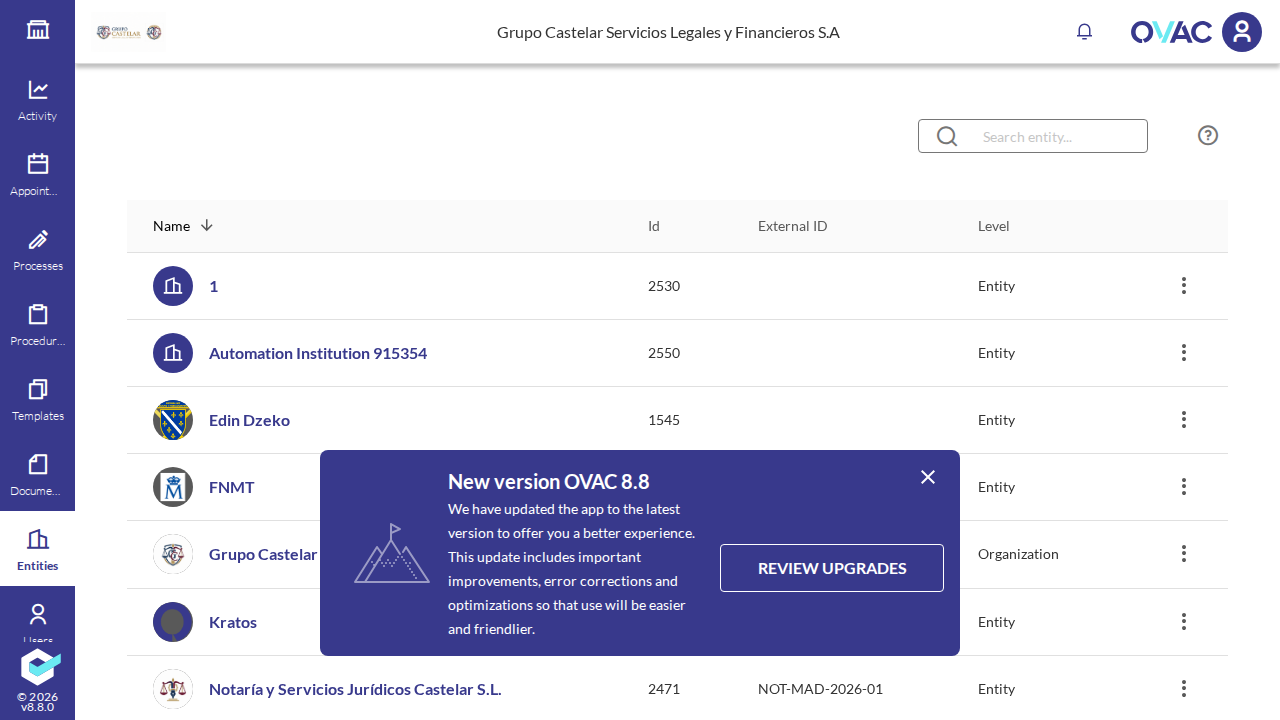 GRUPO
CASTELAR
Grupo Castelar Servicios Legales y Financieros S.A
OVAC
Activity
Appoint...
Processes
Procedur...
Templates
Docume...
Entities
Users
© 2026
v8.8.0
Search entity...
Name
Id
External ID
Level
1
2530
Entity
Automation Institution 915354
2550
Entity
Edin Dzeko
1545
Entity
FNMT
Entity
Grupo Castelar
Organization
Kratos
Entity
Notaría y Servicios Jurídicos Castelar S.L.
2471
NOT-MAD-2026-01
Entity
New version OVAC 8.8
We have updated the app to the latest
version to offer you a better experience.
This update includes important
improvements, error corrections and
optimizations so that use will be easier
and friendlier.
REVIEW UPGRADES